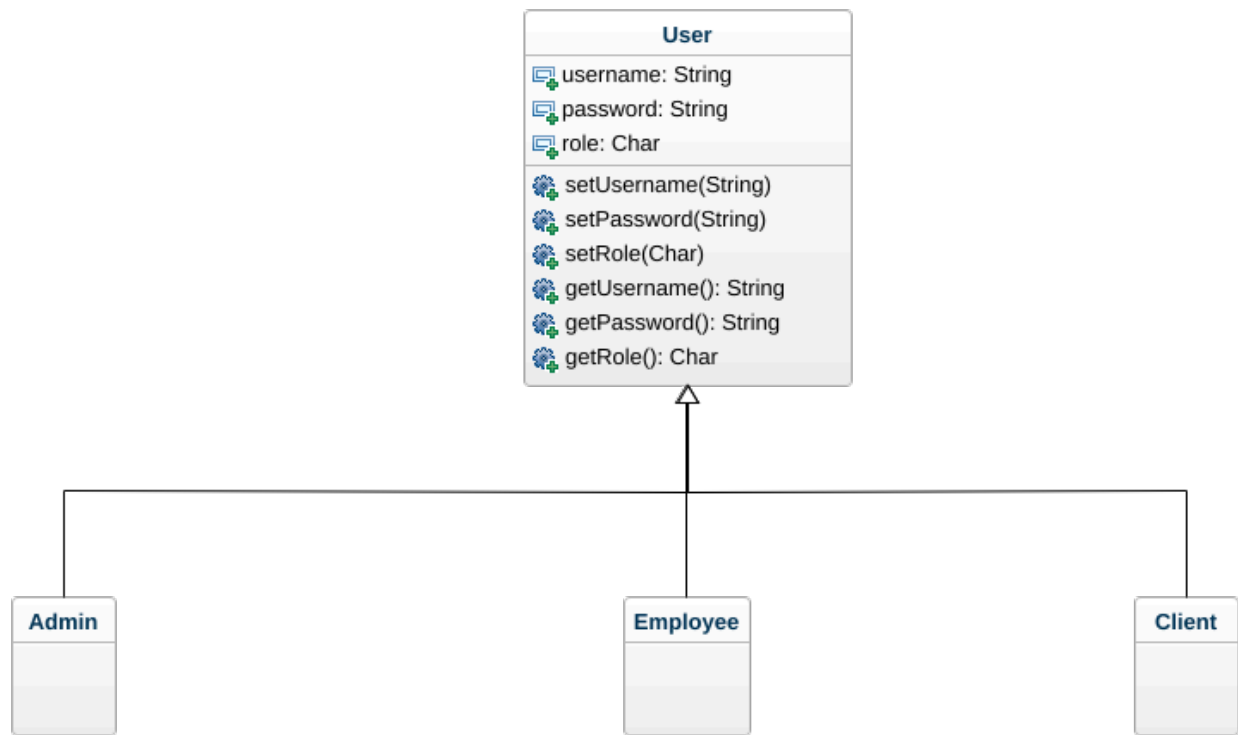 User
username: String
password: String
role: Char
setUsername(String)
setPassword(String)
setRole(Char)
getUsername(): String
getPassword(): String
getRole(): Char
Admin
Employee
Client